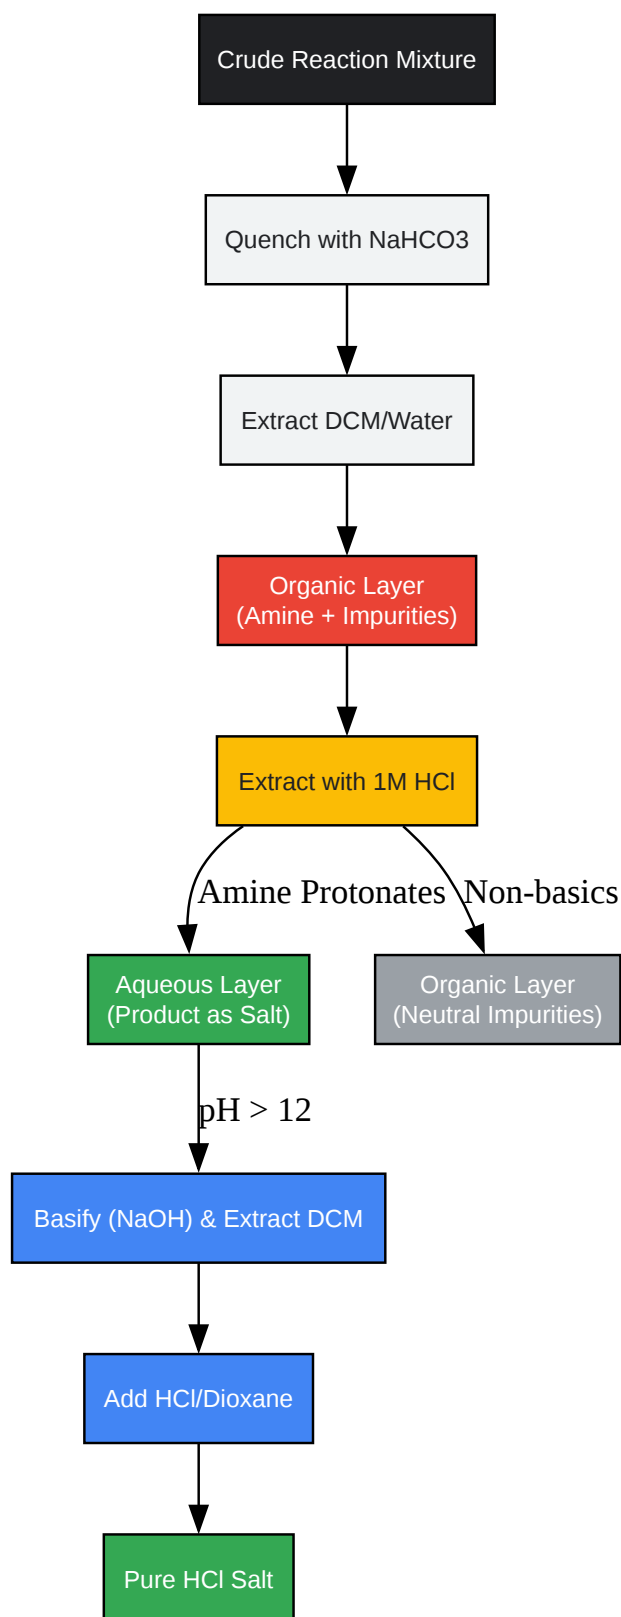 Crude Reaction Mixture
Quench with NaHCO3
Extract DCM/Water
Organic Layer
(Amine + Impurities)
Extract with 1M HCl
Amine Protonates
Non-basics
Aqueous Layer
(Product as Salt)
Organic Layer
(Neutral Impurities)
pH > 12
Basify (NaOH) & Extract DCM
Add HCl/Dioxane
Pure HCl Salt